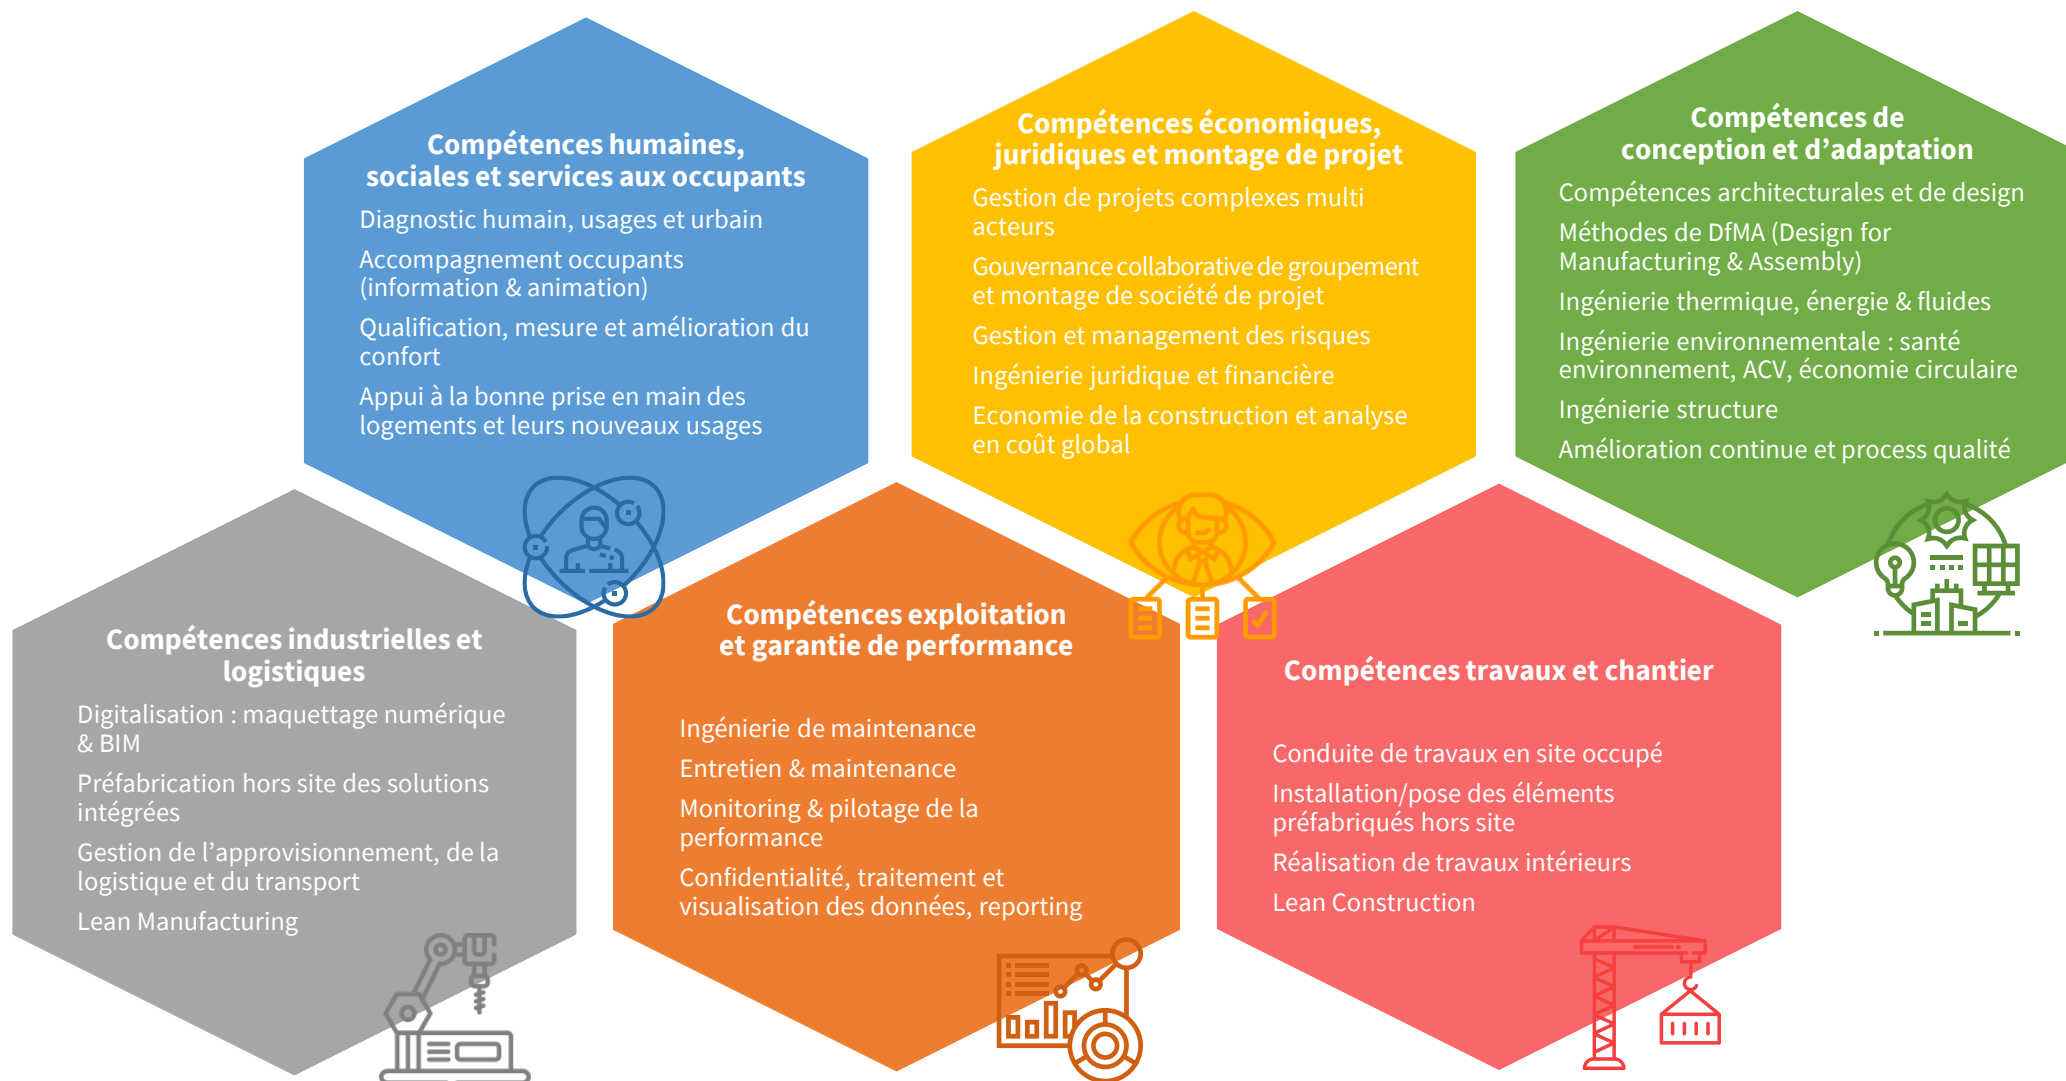 Compétences humaines,
sociales et services aux occupants
Diagnostic humain, usages et urbain
Accompagnement occupants
(information & animation)
Qualification, mesure et amélioration du
confort
Appui à la bonne prise en main des
logements et leurs nouveaux usages
Compétences économiques,
juridiques et montage de projet
Gestion de projets complexes multi
acteurs
Gouvernance collaborative de groupement
et montage de société de projet
Gestion et management des risques
Ingénierie juridique et financière
Economie de la construction et analyse
en coût global
Compétences de
conception et d’adaptation
Compétences architecturales et de design
Méthodes de DfMA (Design for
Manufacturing & Assembly)
Ingénierie thermique, énergie & fluides
Ingénierie environnementale : santé
environnement, ACV, économie circulaire
Ingénierie structure
Amélioration continue et process qualité
Compétences industrielles et
logistiques
Digitalisation : maquettage numérique
& BIM
Préfabrication hors site des solutions
intégrées
Gestion de l’approvisionnement, de la
logistique et du transport
Lean Manufacturing
Compétences exploitation
et garantie de performance
Ingénierie de maintenance
Entretien & maintenance
Monitoring & pilotage de la
performance
Confidentialité, traitement et
visualisation des données, reporting
Compétences travaux et chantier
Conduite de travaux en site occupé
Installation/pose des éléments
préfabriqués hors site
Réalisation de travaux intérieurs
Lean Construction